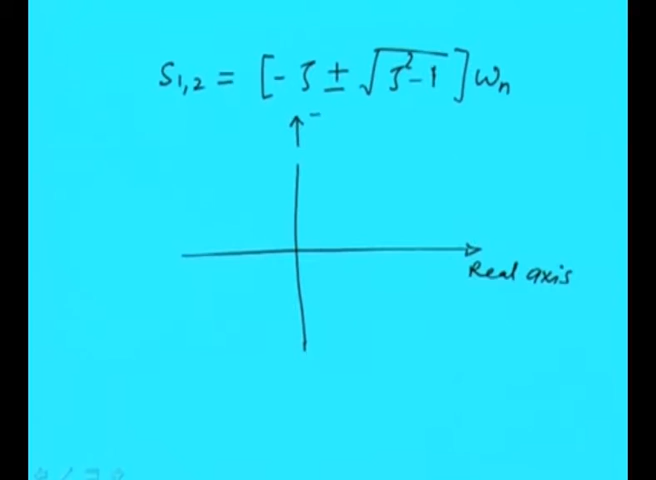 S₁,₂ = [-ζ ± √ζ²-1] ωₙ
Real axis